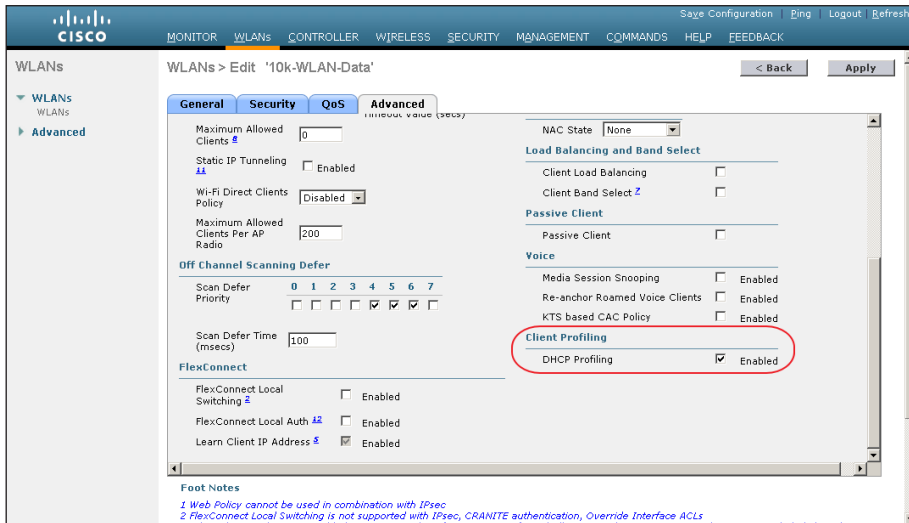 Save Configuration | Ping | Logout | Refresh
CISCO
MONITOR WLANs CONTROLLER WIRELESS SECURITY MANAGEMENT COMMANDS HELP FEEDBACK
WLANs
WLANs
WLANs
Advanced
WLANs > Edit '10k-WLAN-Data'
< Back
Apply
General Security QoS Advanced
Timeout Value (secs)
Maximum Allowed
Clients 8
0
Static IP Tunneling
11
Enabled
Wi-Fi Direct Clients
Policy
Disabled
Maximum Allowed
Clients Per AP
Radio
200
Off Channel Scanning Defer
Scan Defer
Priority
0 1 2 3 4 5 6 7
Scan Defer Time
(msecs)
100
FlexConnect
FlexConnect Local
Switching 2
Enabled
FlexConnect Local Auth 12
Enabled
Learn Client IP Address 5
Enabled
NAC State None
Load Balancing and Band Select
Client Load Balancing
Client Band Select 7
Passive Client
Passive Client
Voice
Media Session Snooping Enabled
Re-anchor Roamed Voice Clients Enabled
KTS based CAC Policy Enabled
Client Profiling
DHCP Profiling Enabled
Foot Notes
1 Web Policy cannot be used in combination with IPsec
2 FlexConnect Local Switching is not supported with IPsec, CRANITE authentication, Override Interface ACLs